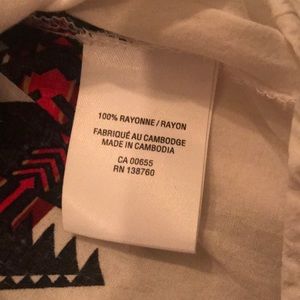 100% RAYONNE / RAYON
FABRIQUÉ AU CAMBODGE
MADE IN CAMBODIA
CA 00655
RN 138760